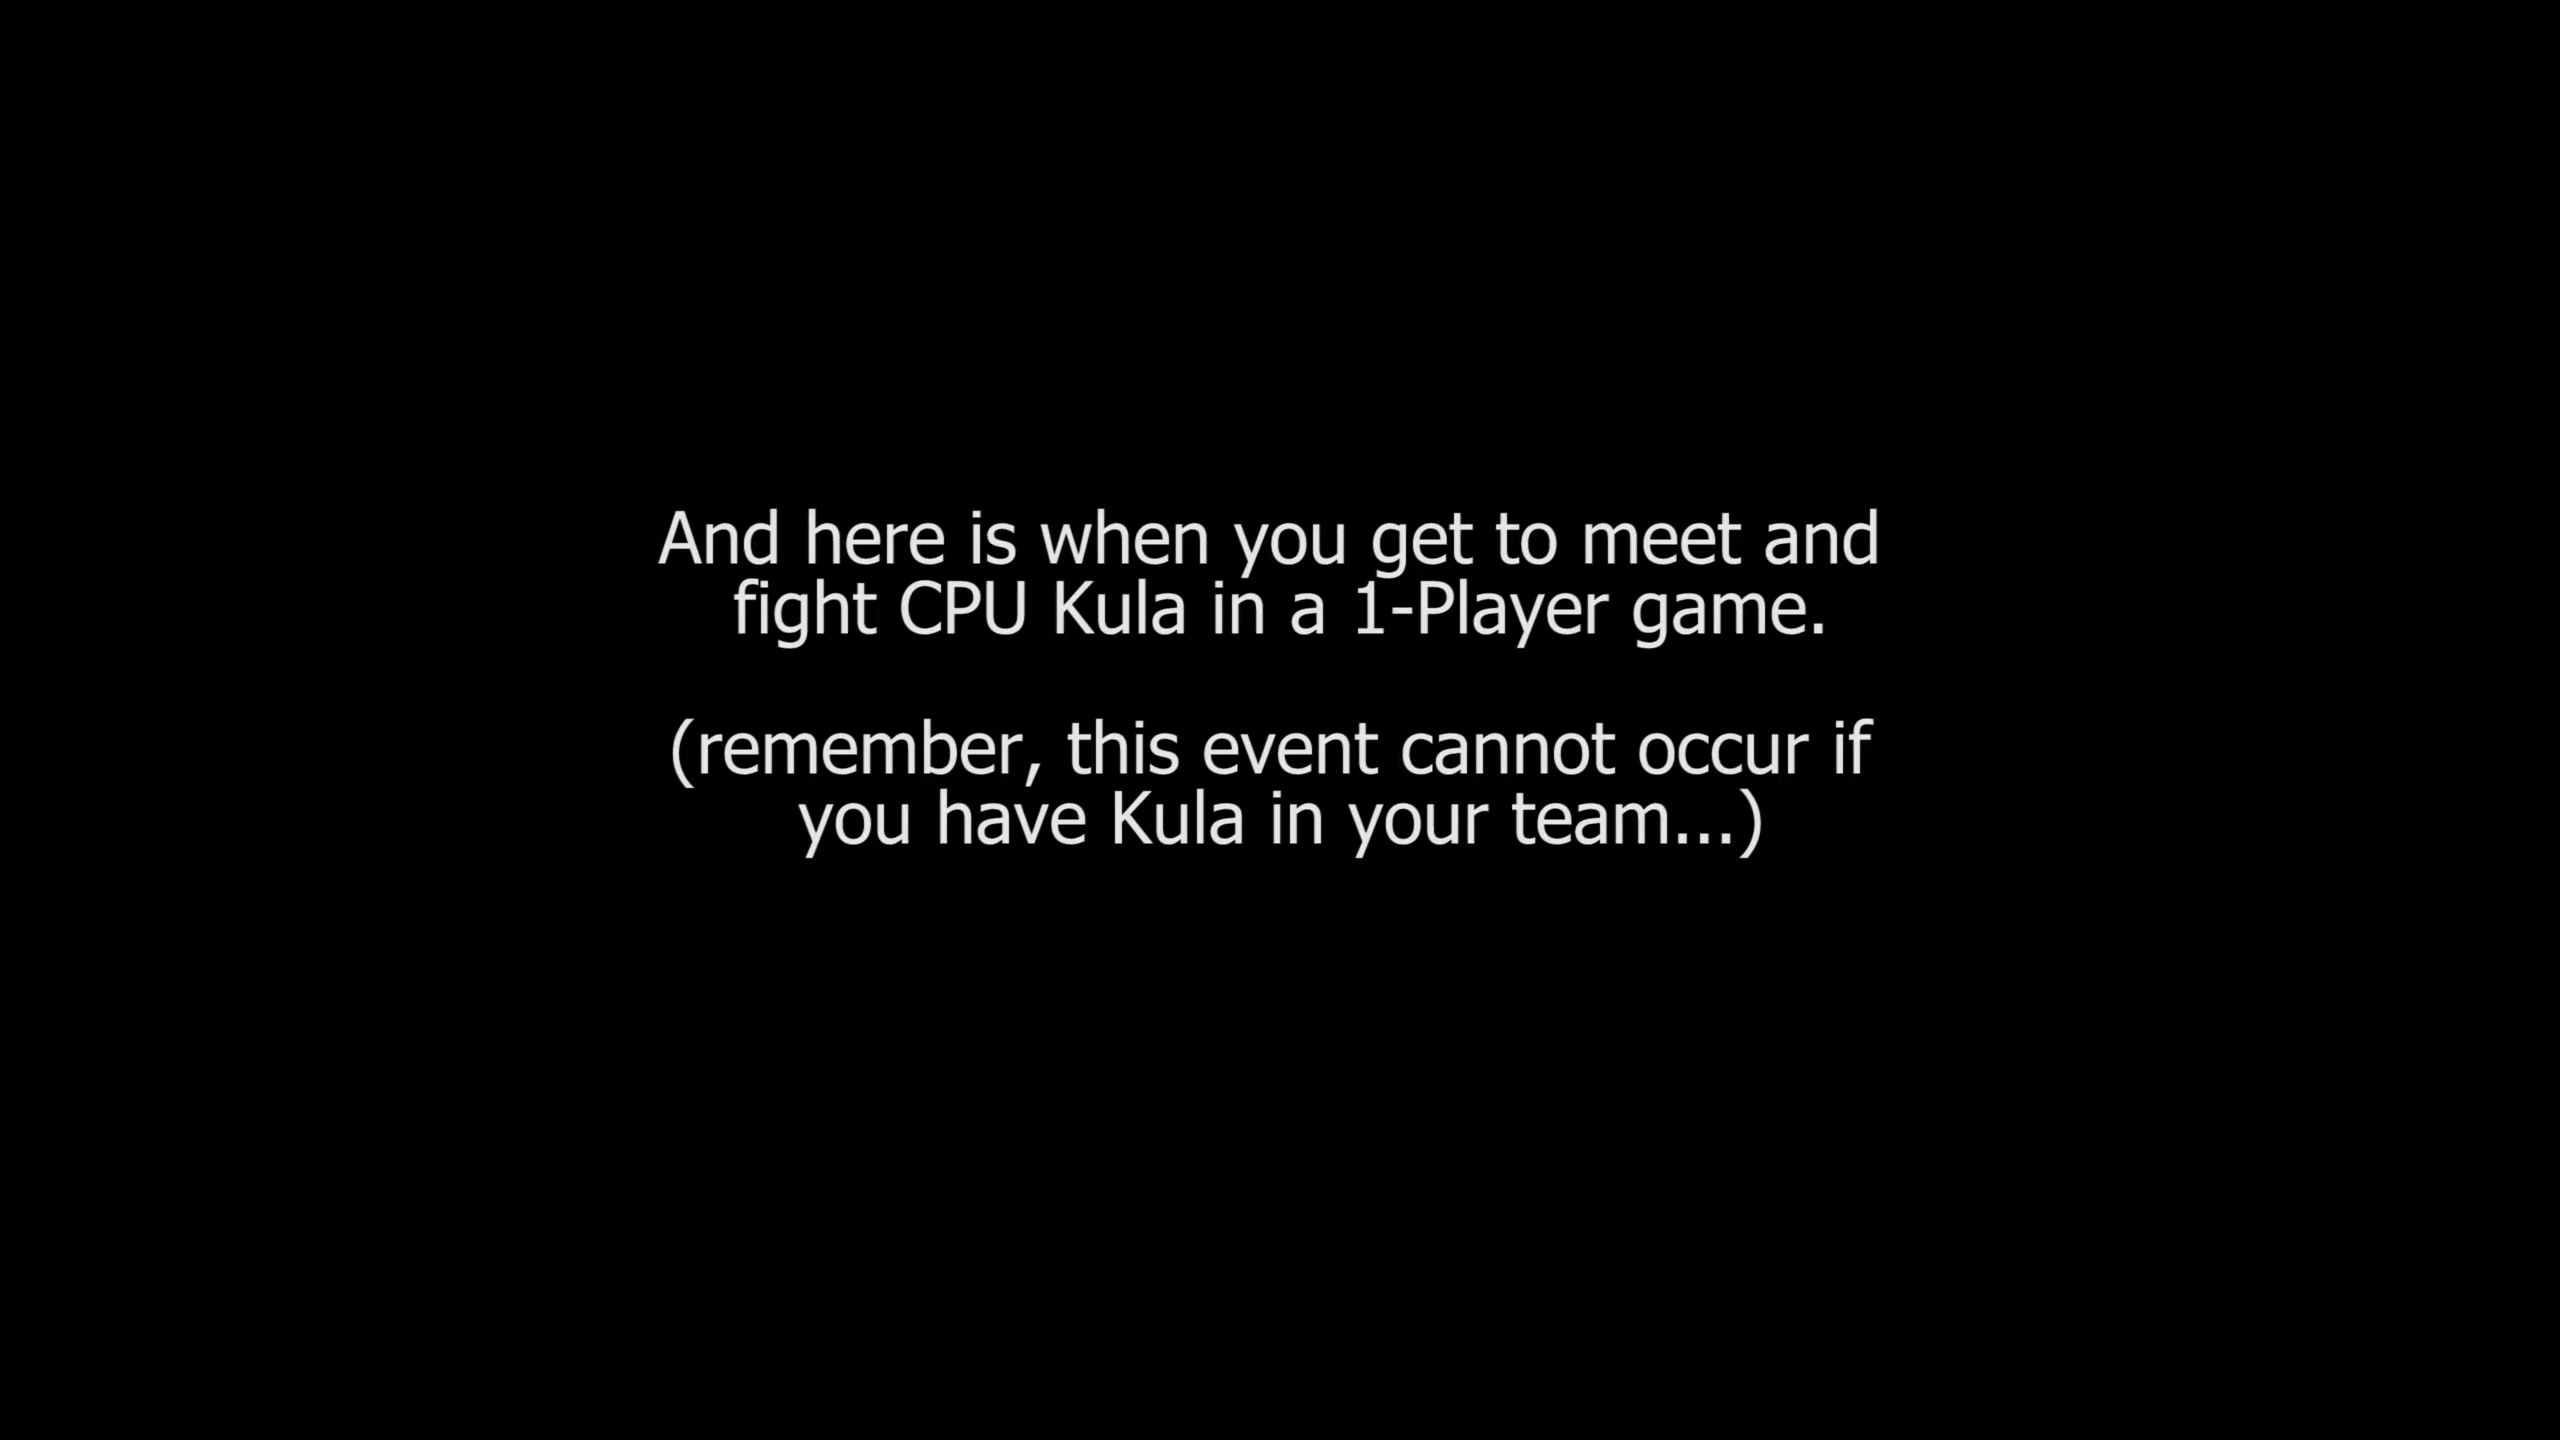 And here is when you get to meet and
fight CPU Kula in a 1-Player game.
(remember, this event cannot occur if
you have Kula in your team...)